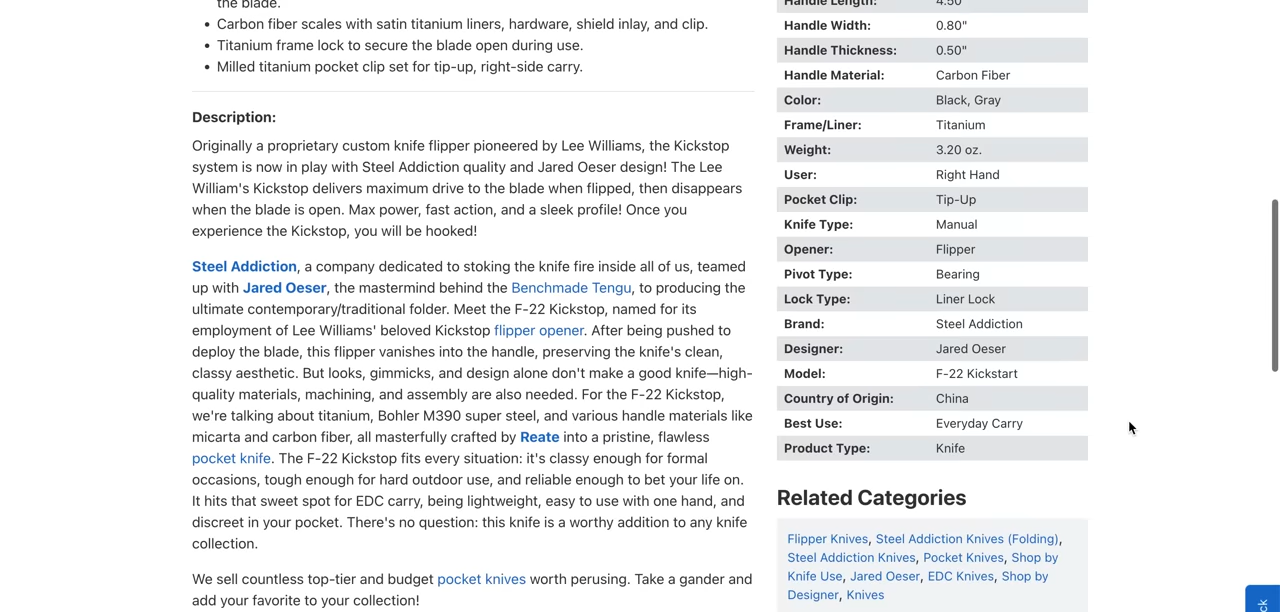 the blade.
Carbon fiber scales with satin titanium liners, hardware, shield inlay, and clip.
Titanium frame lock to secure the blade open during use.
Milled titanium pocket clip set for tip-up, right-side carry.
Description:
Originally a proprietary custom knife flipper pioneered by Lee Williams, the Kickstop
system is now in play with Steel Addiction quality and Jared Oeser design! The Lee
William's Kickstop delivers maximum drive to the blade when flipped, then disappears
when the blade is open. Max power, fast action, and a sleek profile! Once you
experience the Kickstop, you will be hooked!
Steel Addiction, a company dedicated to stoking the knife fire inside all of us, teamed
up with Jared Oeser, the mastermind behind the Benchmade Tengu, to producing the
ultimate contemporary/traditional folder. Meet the F-22 Kickstop, named for its
employment of Lee Williams' beloved Kickstop flipper opener. After being pushed to
deploy the blade, this flipper vanishes into the handle, preserving the knife's clean,
classy aesthetic. But looks, gimmicks, and design alone don't make a good knife—high-
quality materials, machining, and assembly are also needed. For the F-22 Kickstop,
we're talking about titanium, Bohler M390 super steel, and various handle materials like
micarta and carbon fiber, all masterfully crafted by Reate into a pristine, flawless
pocket knife. The F-22 Kickstop fits every situation: it's classy enough for formal
occasions, tough enough for hard outdoor use, and reliable enough to bet your life on.
It hits that sweet spot for EDC carry, being lightweight, easy to use with one hand, and
discreet in your pocket. There's no question: this knife is a worthy addition to any knife
collection.
We sell countless top-tier and budget pocket knives worth perusing. Take a gander and
add your favorite to your collection!
Handle Length: 4.50"
Handle Width: 0.80"
Handle Thickness: 0.50"
Handle Material: Carbon Fiber
Color: Black, Gray
Frame/Liner: Titanium
Weight: 3.20 oz.
User: Right Hand
Pocket Clip: Tip-Up
Knife Type: Manual
Opener: Flipper
Pivot Type: Bearing
Lock Type: Liner Lock
Brand: Steel Addiction
Designer: Jared Oeser
Model: F-22 Kickstart
Country of Origin: China
Best Use: Everyday Carry
Product Type: Knife
Related Categories
Flipper Knives, Steel Addiction Knives (Folding),
Steel Addiction Knives, Pocket Knives, Shop by
Knife Use, Jared Oeser, EDC Knives, Shop by
Designer, Knives